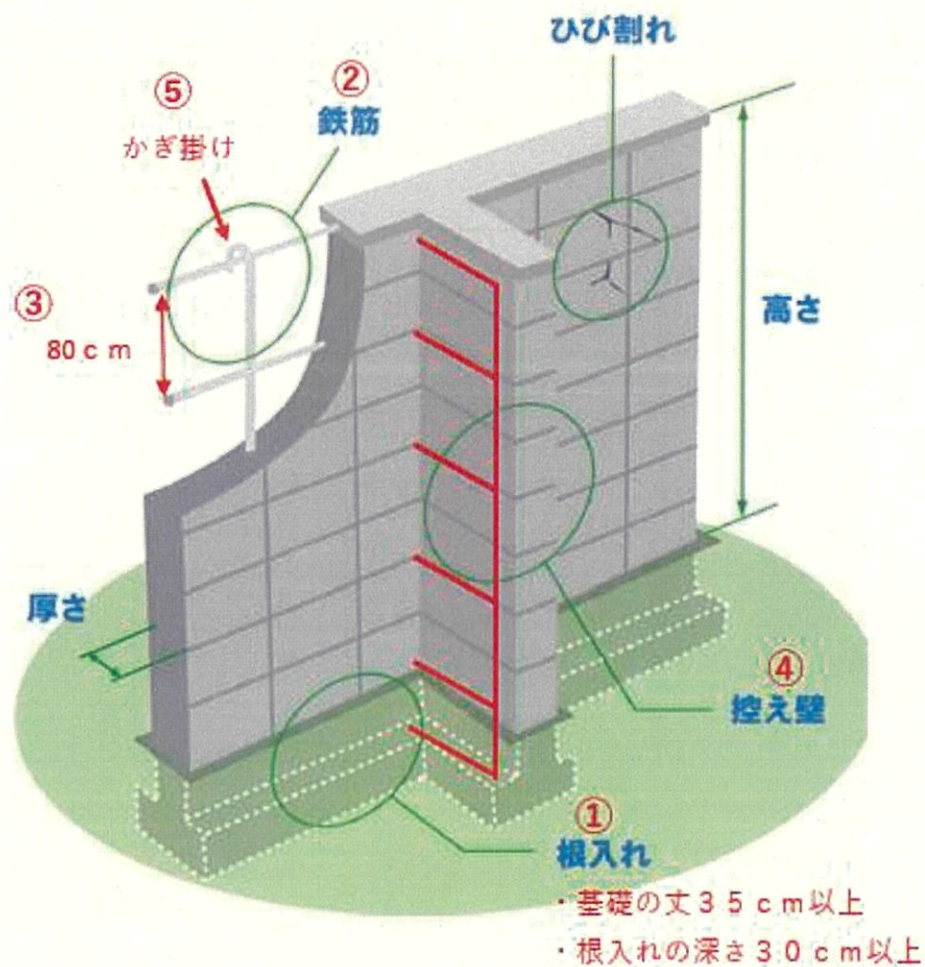 ひび割れ
⑤
かぎ掛け
②
鉄筋
③
80ｃｍ
高さ
厚さ
④
控え壁
①
根入れ
・基礎の丈３５ｃｍ以上
・根入れの深さ３０ｃｍ以上